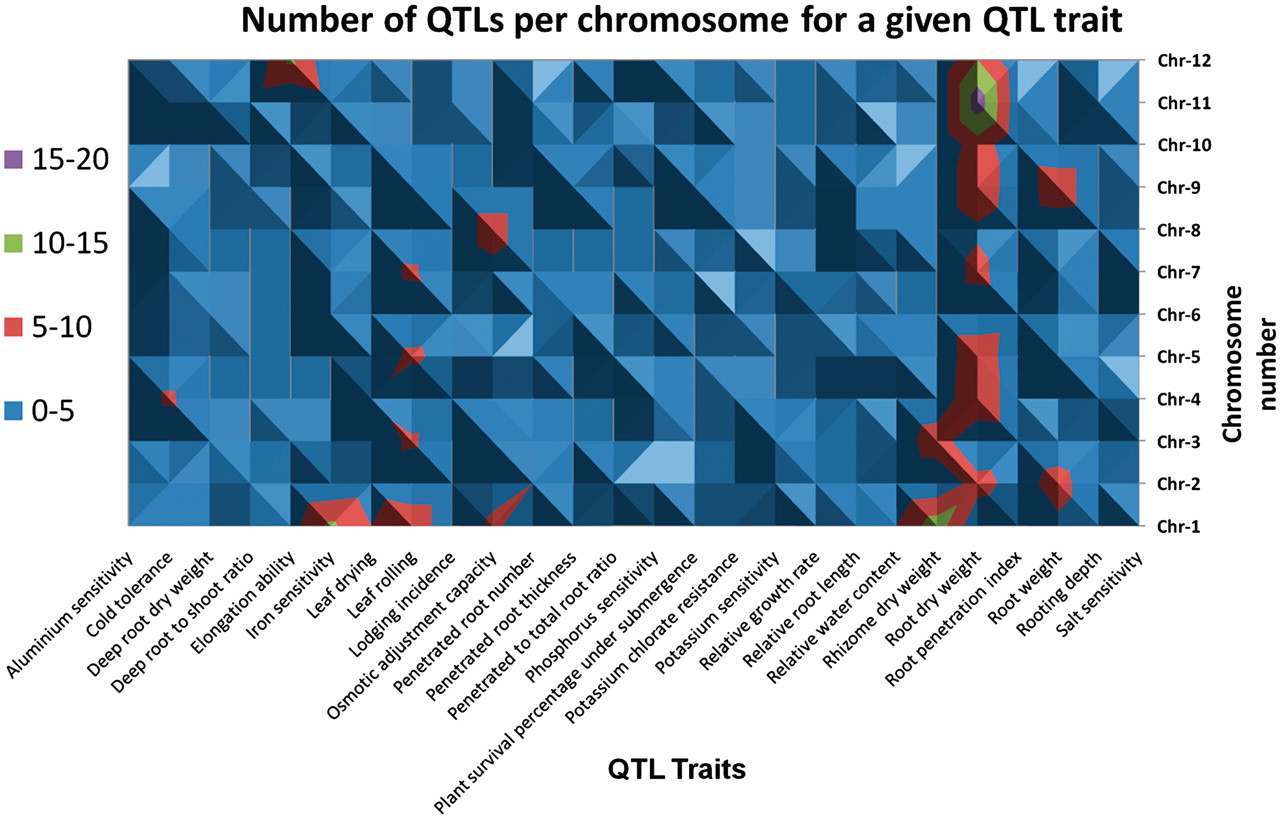 Number of QTLs per chromosome for a given QTL trait
15-20
10-15
5-10
0-5
Chr-12
Chr-11
Chr-10
Chr-9
Chr-8
Chr-7
Chr-6
Chr-5
Chr-4
Chr-3
Chr-2
Chr-1
Chromosome
number
Aluminium sensitivity
Cold tolerance
Deep root dry weight
Deep root to shoot ratio
Elongation ability
Iron sensitivity
Leaf drying
Leaf rolling
Lodging incidence
Osmotic adjustment capacity
Penetrated root number
Penetrated root thickness
Penetrated to total root ratio
Phosphorus sensitivity
Plant survival percentage under submergence
Potassium chlorate resistance
Potassium sensitivity
Relative growth rate
Relative root length
Relative water content
Rhizome dry weight
Root dry weight
Root penetration index
Root weight
Rooting depth
Salt sensitivity
QTL Traits